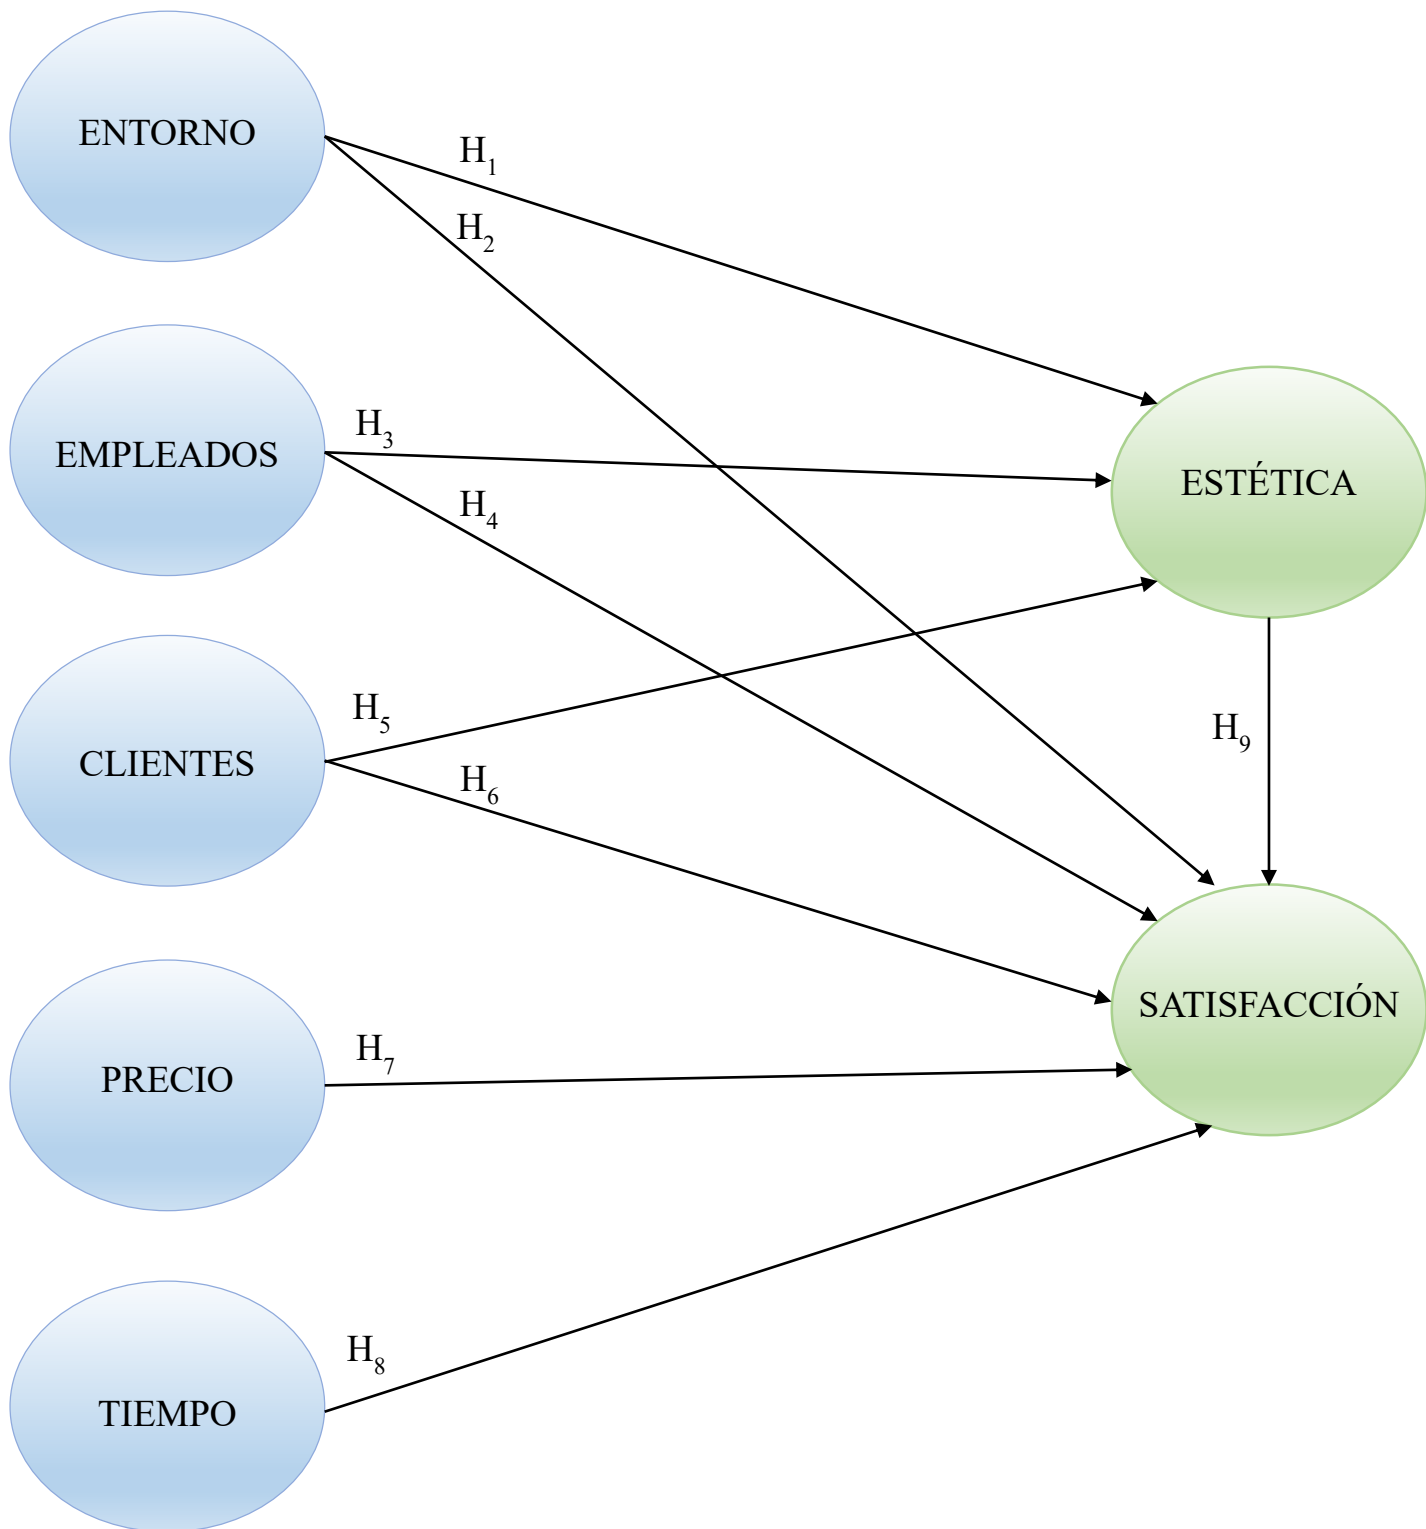 ENTORNO
H₁
H₂
EMPLEADOS
H₃
H₄
ESTÉTICA
CLIENTES
H₅
H₆
H₉
SATISFACCIÓN
PRECIO
H₇
TIEMPO
H₈